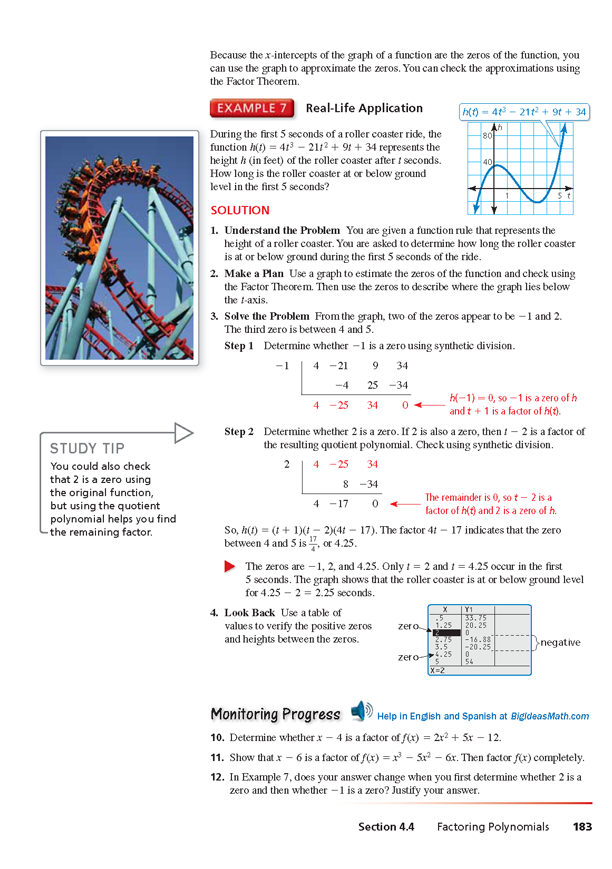 Because the x-intercepts of the graph of a function are the zeros of the function, you
can use the graph to approximate the zeros. You can check the approximations using
the Factor Theorem.
EXAMPLE 7 Real-Life Application
During the first 5 seconds of a roller coaster ride, the
function h(t) = 4t³ − 21t² + 9t + 34 represents the
height h (in feet) of the roller coaster after t seconds.
How long is the roller coaster at or below ground
level in the first 5 seconds?
h(t) = 4t³ − 21t² + 9t + 34
h
80
40
1
5 t
SOLUTION
1. Understand the Problem You are given a function rule that represents the
height of a roller coaster. You are asked to determine how long the roller coaster
is at or below ground during the first 5 seconds of the ride.
2. Make a Plan Use a graph to estimate the zeros of the function and check using
the Factor Theorem. Then use the zeros to describe where the graph lies below
the t-axis.
3. Solve the Problem From the graph, two of the zeros appear to be −1 and 2.
The third zero is between 4 and 5.
Step 1 Determine whether −1 is a zero using synthetic division.
−1 4 −21 9 34
−4 25 −34
4 −25 34 0
h(−1) = 0, so −1 is a zero of h
and t + 1 is a factor of h(t).
Step 2 Determine whether 2 is a zero. If 2 is also a zero, then t − 2 is a factor of
the resulting quotient polynomial. Check using synthetic division.
2 4 −25 34
8 −34
4 −17 0
The remainder is 0, so t − 2 is a
factor of h(t) and 2 is a zero of h.
STUDY TIP
You could also check
that 2 is a zero using
the original function,
but using the quotient
polynomial helps you find
the remaining factor.
So, h(t) = (t + 1)(t − 2)(4t − 17). The factor 4t − 17 indicates that the zero
between 4 and 5 is 17/4, or 4.25.
The zeros are −1, 2, and 4.25. Only t = 2 and t = 4.25 occur in the first
5 seconds. The graph shows that the roller coaster is at or below ground level
for 4.25 − 2 = 2.25 seconds.
4. Look Back Use a table of
values to verify the positive zeros
and heights between the zeros.
X Y1
.5 33.75
1.25 20.25
zero 2 0
2.75 -16.88
3.5 -20.25
negative
zero 4.25 0
5 54
X=2
Monitoring Progress Help in English and Spanish at BigIdeasMath.com
10. Determine whether x − 4 is a factor of f(x) = 2x² + 5x − 12.
11. Show that x − 6 is a factor of f(x) = x³ − 5x² − 6x. Then factor f(x) completely.
12. In Example 7, does your answer change when you first determine whether 2 is a
zero and then whether −1 is a zero? Justify your answer.
Section 4.4 Factoring Polynomials 183